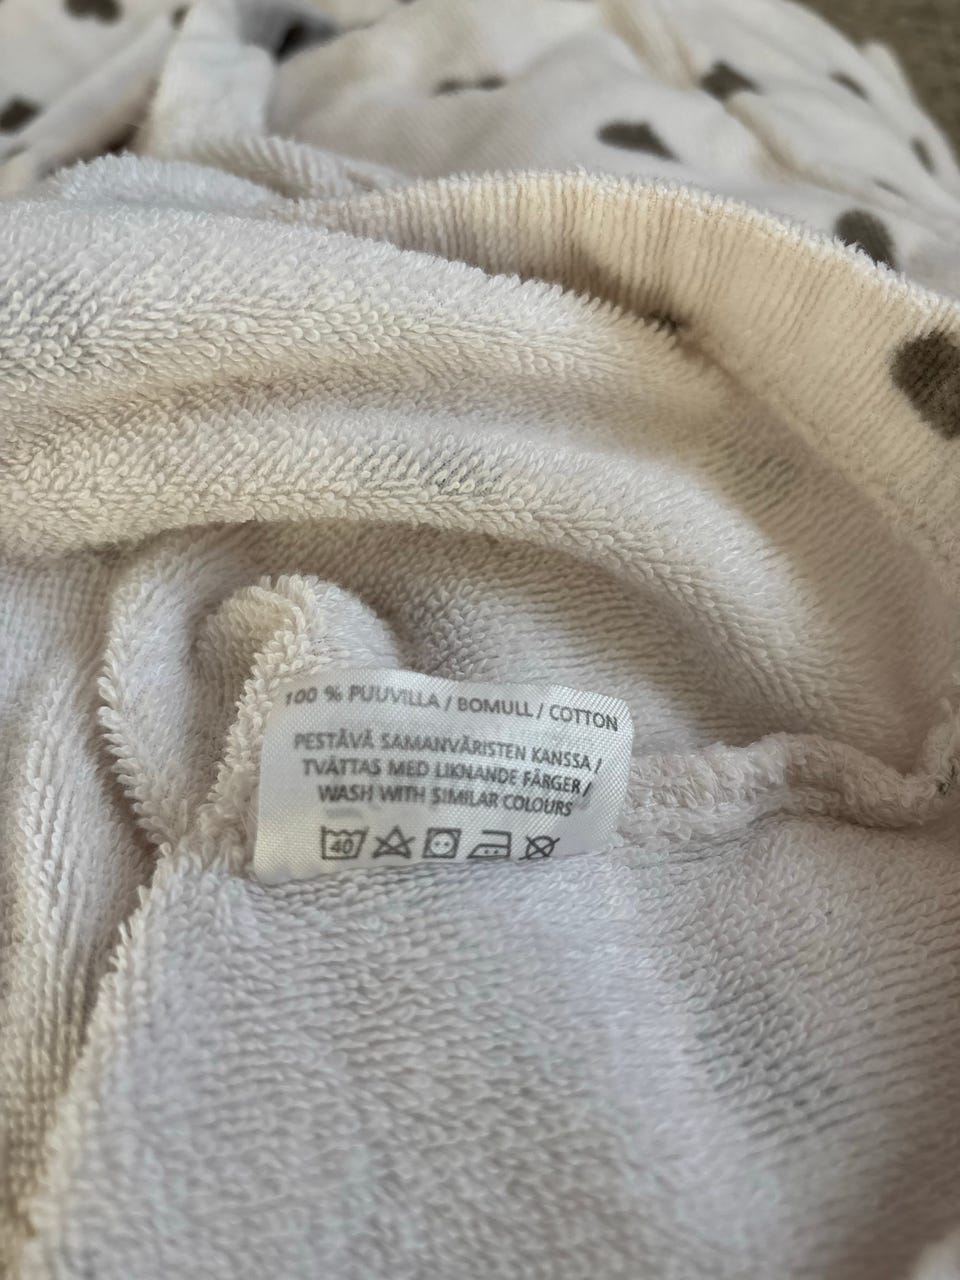 100 % PUUVILLA / BOMULL / COTTON
PESTÄVÄ SAMANVÄRISTEN KANSSA /
TVÄTTAS MED LIKNANDE FÄRGER /
WASH WITH SIMILAR COLOURS
40